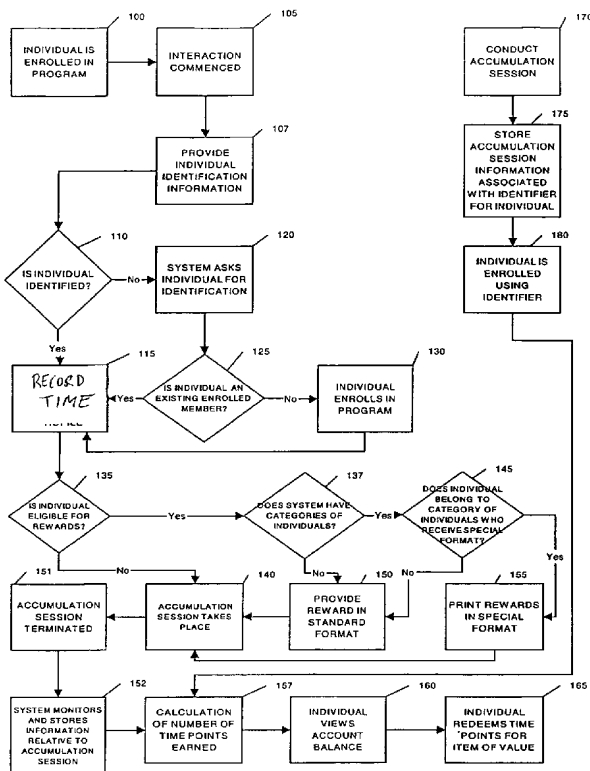 100
INDIVIDUAL IS
ENROLLED IN
PROGRAM
105
INTERACTION
COMMENCED
170
CONDUCT
ACCUMULATION
SESSION
107
PROVIDE
INDIVIDUAL
IDENTIFICATION
INFORMATION
175
STORE
ACCUMULATION
SESSION
INFORMATION
ASSOCIATED
WITH IDENTIFIER
FOR INDIVIDUAL
110
IS INDIVIDUAL
IDENTIFIED?
No
Yes
120
SYSTEM ASKS
INDIVIDUAL FOR
IDENTIFICATION
180
INDIVIDUAL IS
ENROLLED
USING
IDENTIFIER
115
RECORD
TIME
125
IS INDIVIDUAL AN
EXISTING ENROLLED
MEMBER?
Yes
No
130
INDIVIDUAL
ENROLLS IN
PROGRAM
135
IS INDIVIDUAL
ELIGIBLE FOR
REWARDS?
Yes
No
137
DOES SYSTEM HAVE
CATEGORIES OF
INDIVIDUALS?
Yes
No
145
DOES INDIVIDUAL
BELONG TO
CATEGORY OF
INDIVIDUALS WHO
RECEIVE SPECIAL
FORMAT?
Yes
No
151
ACCUMULATION
SESSION
TERMINATED
140
ACCUMULATION
SESSION TAKES
PLACE
150
PROVIDE
REWARD IN
STANDARD
FORMAT
155
PRINT REWARDS
IN SPECIAL
FORMAT
152
SYSTEM MONITORS
AND STORES
INFORMATION
RELATIVE TO
ACCUMULATION
SESSION
157
CALCULATION
OF NUMBER OF
TIME POINTS
EARNED
160
INDIVIDUAL
VIEWS
ACCOUNT
BALANCE
165
INDIVIDUAL
REDEEMS TIME
POINTS FOR
ITEM OF VALUE